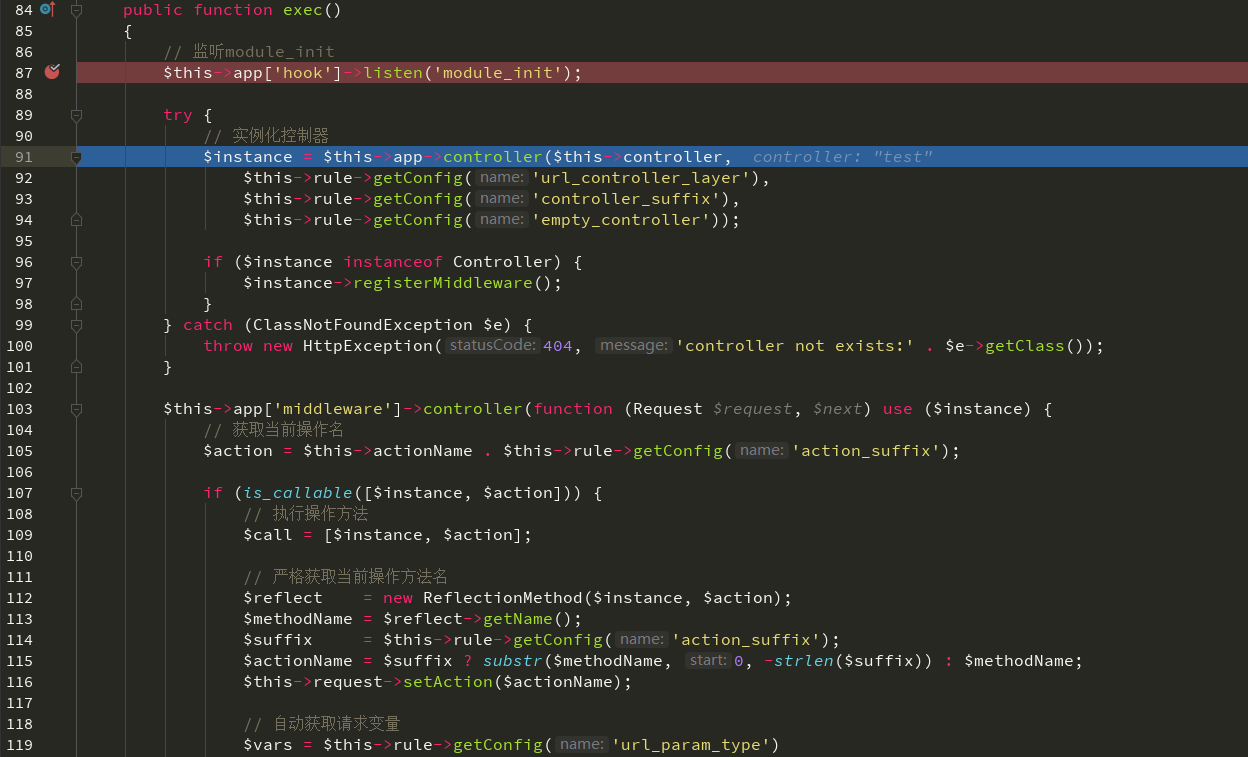 84 public function exec()
85 {
86 // 监听module_init
87 $this->app['hook']->listen('module_init');
88
89 try {
90 // 实例化控制器
91 $instance = $this->app->controller($this->controller, controller: "test"
92 $this->rule->getConfig( name: 'url_controller_layer'),
93 $this->rule->getConfig( name: 'controller_suffix'),
94 $this->rule->getConfig( name: 'empty_controller'));
95
96 if ($instance instanceof Controller) {
97 $instance->registerMiddleware();
98 }
99 } catch (ClassNotFoundException $e) {
100 throw new HttpException( statusCode: 404, message: 'controller not exists:' . $e->getClass());
101 }
102
103 $this->app['middleware']->controller(function (Request $request, $next) use ($instance) {
104 // 获取当前操作名
105 $action = $this->actionName . $this->rule->getConfig( name: 'action_suffix');
106
107 if (is_callable([$instance, $action])) {
108 // 执行操作方法
109 $call = [$instance, $action];
110
111 // 严格获取当前操作方法名
112 $reflect = new ReflectionMethod($instance, $action);
113 $methodName = $reflect->getName();
114 $suffix = $this->rule->getConfig( name: 'action_suffix');
115 $actionName = $suffix ? substr($methodName, start: 0, -strlen($suffix)) : $methodName;
116 $this->request->setAction($actionName);
117
118 // 自动获取请求变量
119 $vars = $this->rule->getConfig( name: 'url_param_type')